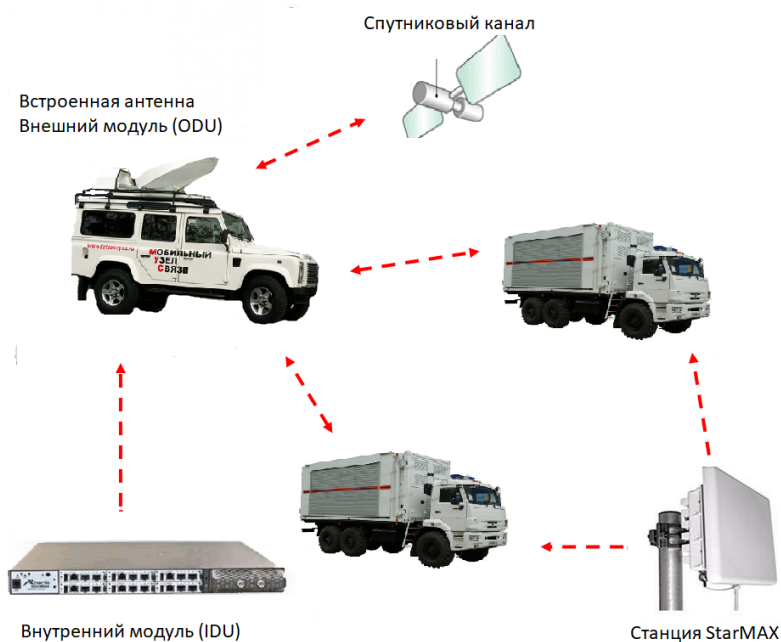 Спутниковый канал
Встроенная антенна
Внешний модуль (ODU)
МОБИЛЬНЫЙ
УЗЕЛ
СВЯЗИ
Внутренний модуль (IDU)
Станция StarMAX